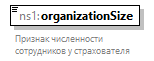 ns1:organizationSize
Признак численности
сотрудников у страхователя